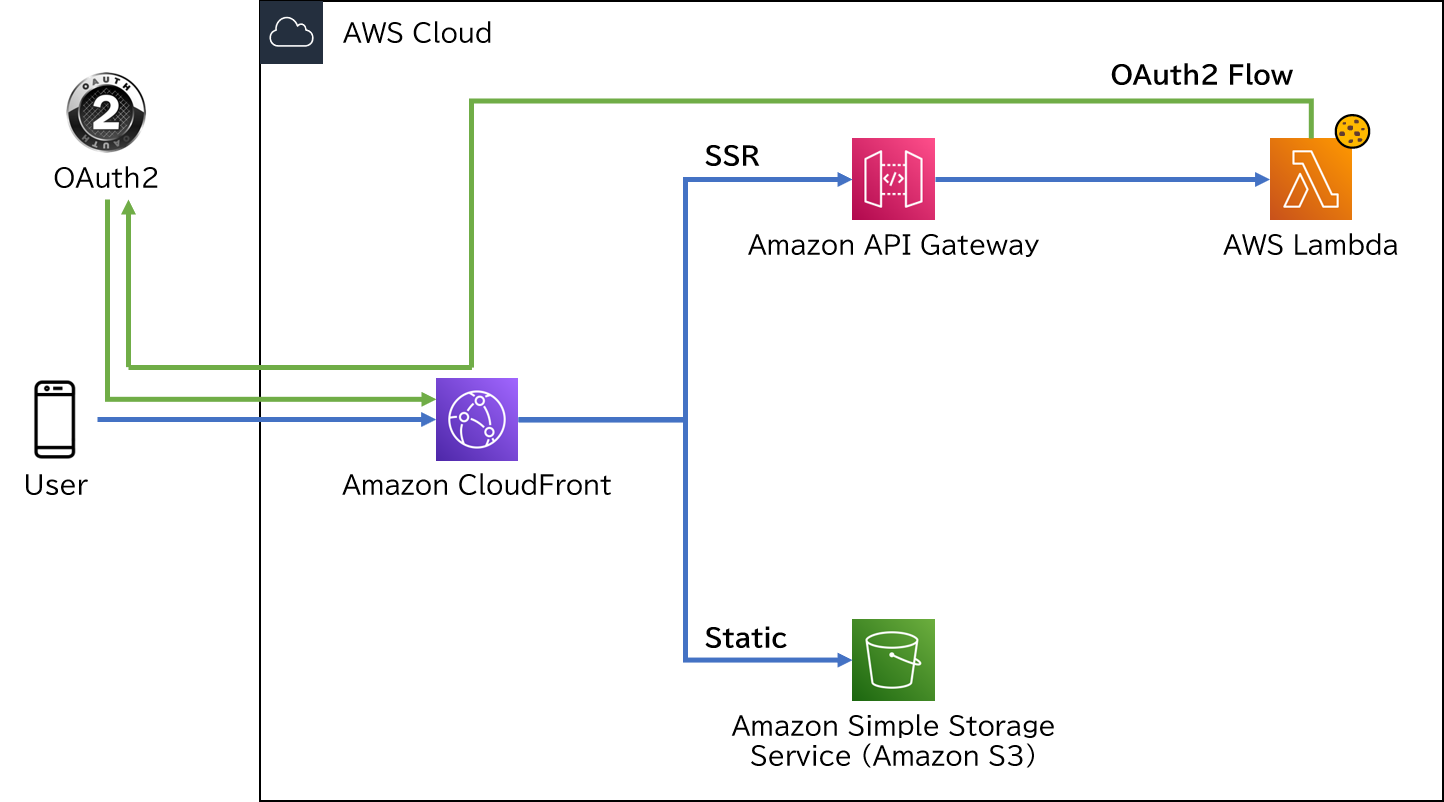 AWS Cloud
OAuth2 Flow
OAUTH
2
OAUTH
OAuth2
SSR
</>
Amazon API Gateway
AWS Lambda
User
Amazon CloudFront
Static
Amazon Simple Storage
Service (Amazon S3)